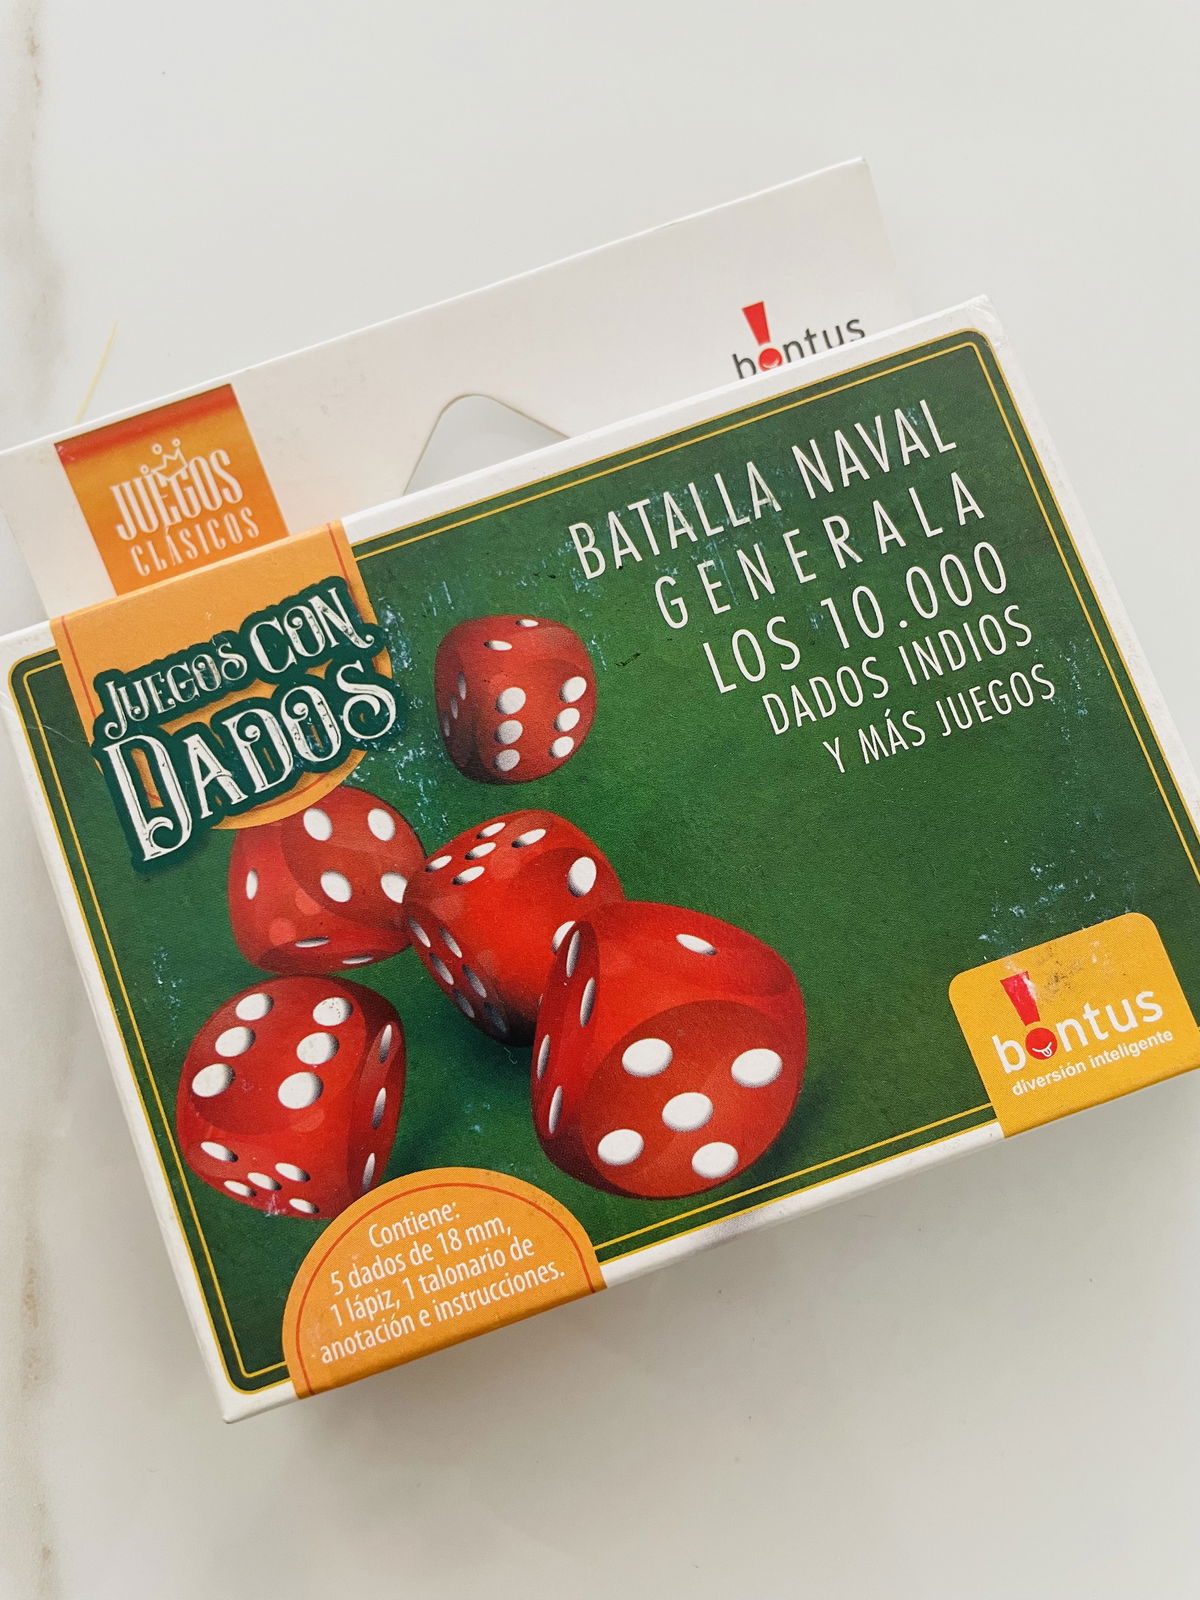 bontus
JUEGOS
CLÁSICOS
JUEGOS CON
DADOS
BATALLA NAVAL
GENERALA
LOS 10.000
DADOS INDIOS
Y MÁS JUEGOS
bontus
diversión inteligente
Contiene:
5 dados de 18 mm,
1 lápiz, 1 talonario de
anotación e instrucciones.